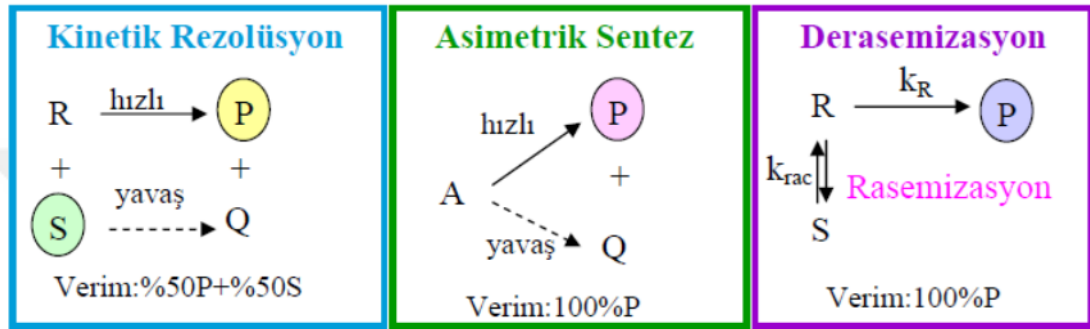 Kinetik Rezolüsyon
R hızlı P
+ +
S yavaş Q
Verim:%50P+%50S
Asimetrik Sentez
hızlı P
A +
yavaş Q
Verim:100%P
Derasemizasyon
R kR P
krac Rasemizasyon
S
Verim:100%P